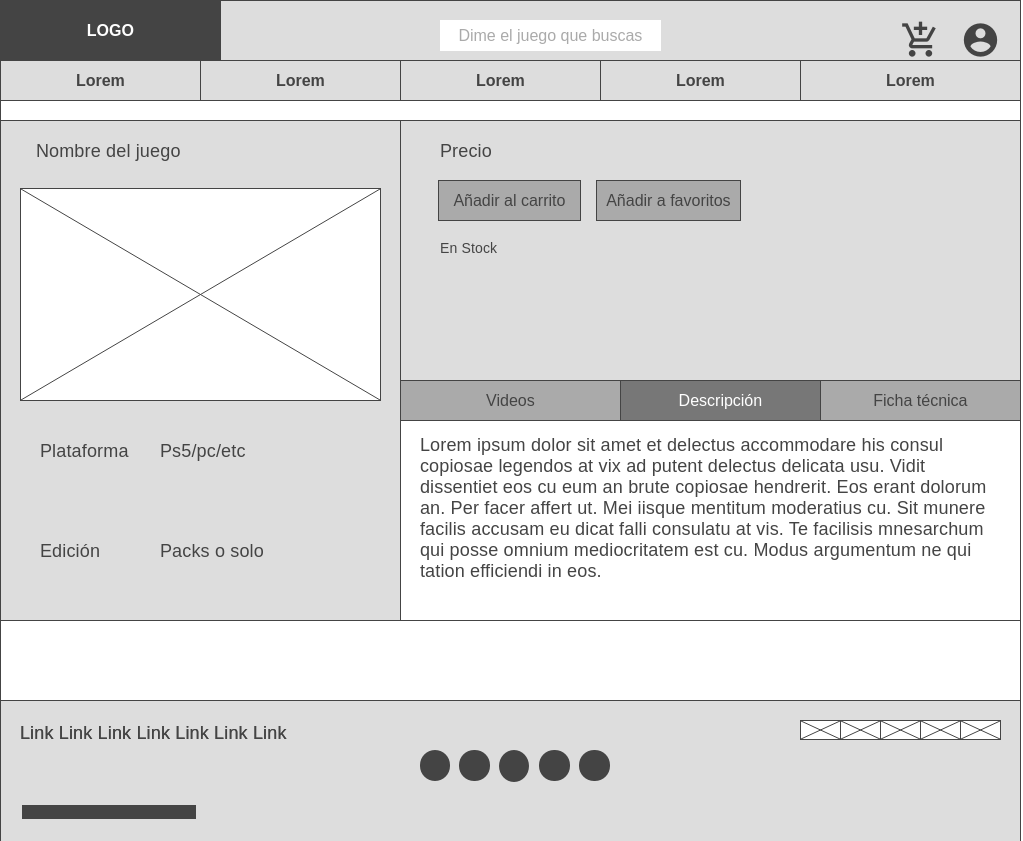 LOGO
Dime el juego que buscas
Lorem
Lorem
Lorem
Lorem
Lorem
Nombre del juego
Plataforma
Ps5/pc/etc
Edición
Packs o solo
Precio
Añadir al carrito
Añadir a favoritos
En Stock
Videos
Descripción
Ficha técnica
Lorem ipsum dolor sit amet et delectus accommodare his consul
copiosae legendos at vix ad putent delectus delicata usu. Vidit
dissentiet eos cu eum an brute copiosae hendrerit. Eos erant dolorum
an. Per facer affert ut. Mei iisque mentitum moderatius cu. Sit munere
facilis accusam eu dicat falli consulatu at vis. Te facilisis mnesarchum
qui posse omnium mediocritatem est cu. Modus argumentum ne qui
tation efficiendi in eos.
Link Link Link Link Link Link Link